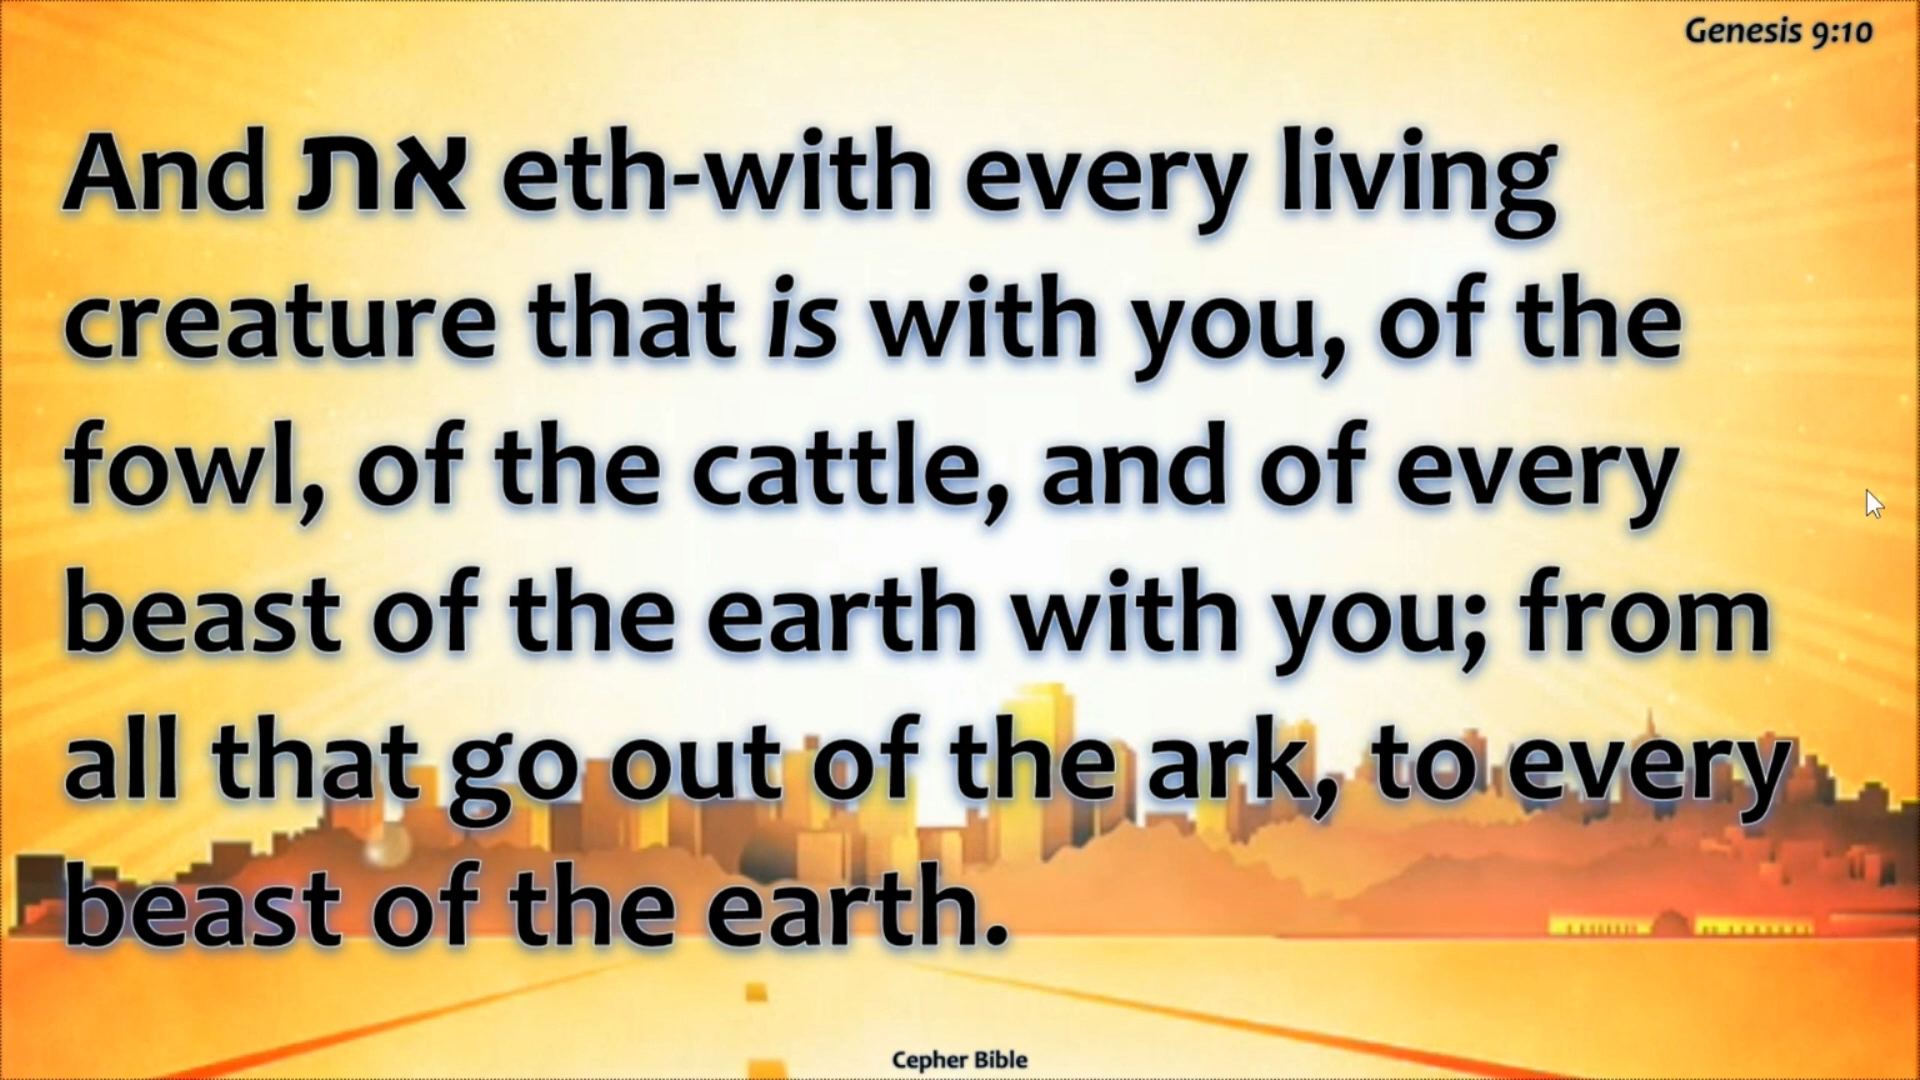 Genesis 9:10
And את eth-with every living
creature that is with you, of the
fowl, of the cattle, and of every
beast of the earth with you; from
all that go out of the ark, to every
beast of the earth.
Cepher Bible